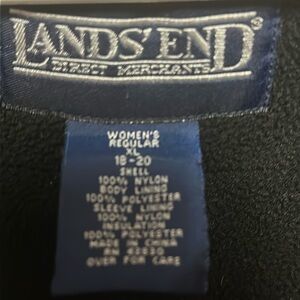 LANDS' END®
DIRECT MERCHANTS
WOMEN'S
REGULAR
XL
18-20
SHELL
100% NYLON
BODY LINING
100% POLYESTER
SLEEVE LINING
100% NYLON
INSULATION
100% POLYESTER
MADE IN CHINA
OVER FOR CARE